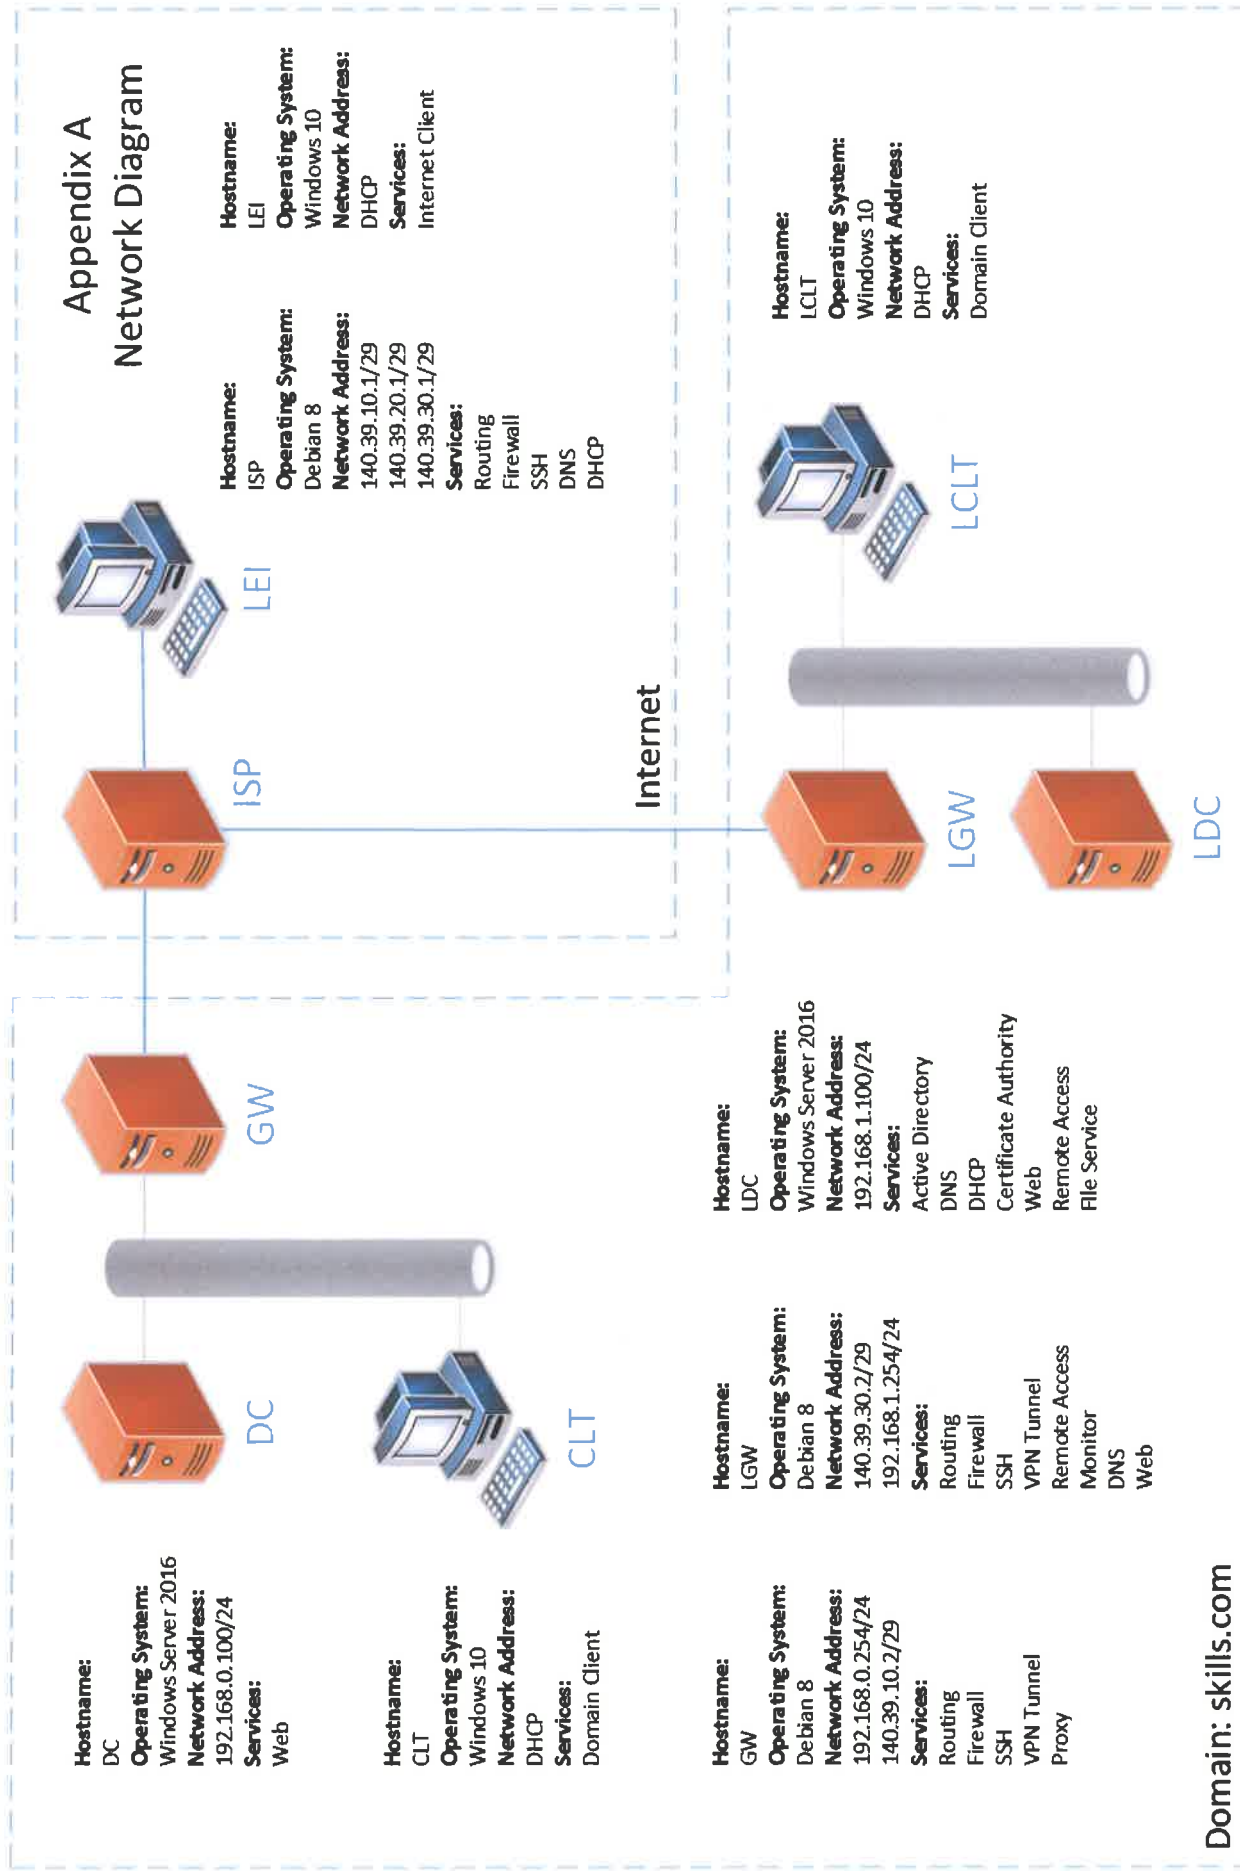 Appendix A
Network Diagram
Hostname:
DC
Operating System:
Windows Server 2016
Network Address:
192.168.0.100/24
Services:
Web
DC
GW
ISP
LEI
Hostname:
ISP
Operating System:
Debian 8
Network Address:
140.39.10.1/29
140.39.20.1/29
140.39.30.1/29
Services:
Routing
Firewall
SSH
DNS
DHCP
Hostname:
LEI
Operating System:
Windows 10
Network Address:
DHCP
Services:
Internet Client
Hostname:
CLT
Operating System:
Windows 10
Network Address:
DHCP
Services:
Domain Client
CLT
Internet
Hostname:
GW
Operating System:
Debian 8
Network Address:
192.168.0.254/24
140.39.10.2/29
Services:
Routing
Firewall
SSH
VPN Tunnel
Proxy
Hostname:
LGW
Operating System:
Debian 8
Network Address:
140.39.30.2/29
192.168.1.254/24
Services:
Routing
Firewall
SSH
VPN Tunnel
Remote Access
Monitor
DNS
Web
Hostname:
LDC
Operating System:
Windows Server 2016
Network Address:
192.168.1.100/24
Services:
Active Directory
DNS
DHCP
Certificate Authority
Web
Remote Access
File Service
LGW
LCLT
LDC
Hostname:
LCLT
Operating System:
Windows 10
Network Address:
DHCP
Services:
Domain Client
Domain: skills.com